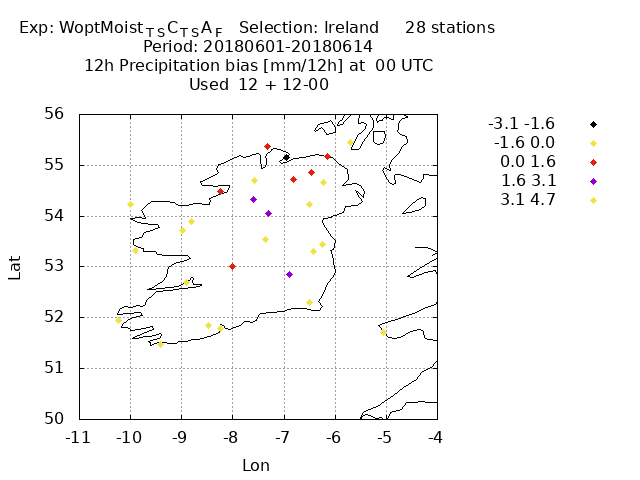 Exp: WoptMoist_TSC_TSA_F Selection: Ireland 28 stations
Period: 20180601-20180614
12h Precipitation bias [mm/12h] at 00 UTC
Used 12 + 12-00
-3.1 -1.6
-1.6 0.0
0.0 1.6
1.6 3.1
3.1 4.7
56
55
54
53
52
51
50
Lat
-11 -10 -9 -8 -7 -6 -5 -4
Lon